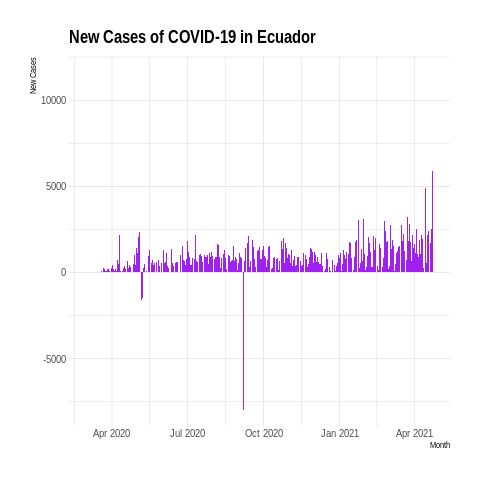 New Cases of COVID-19 in Ecuador
New Cases
10000
5000
0
-5000
Apr 2020 Jul 2020 Oct 2020 Jan 2021 Apr 2021
Month